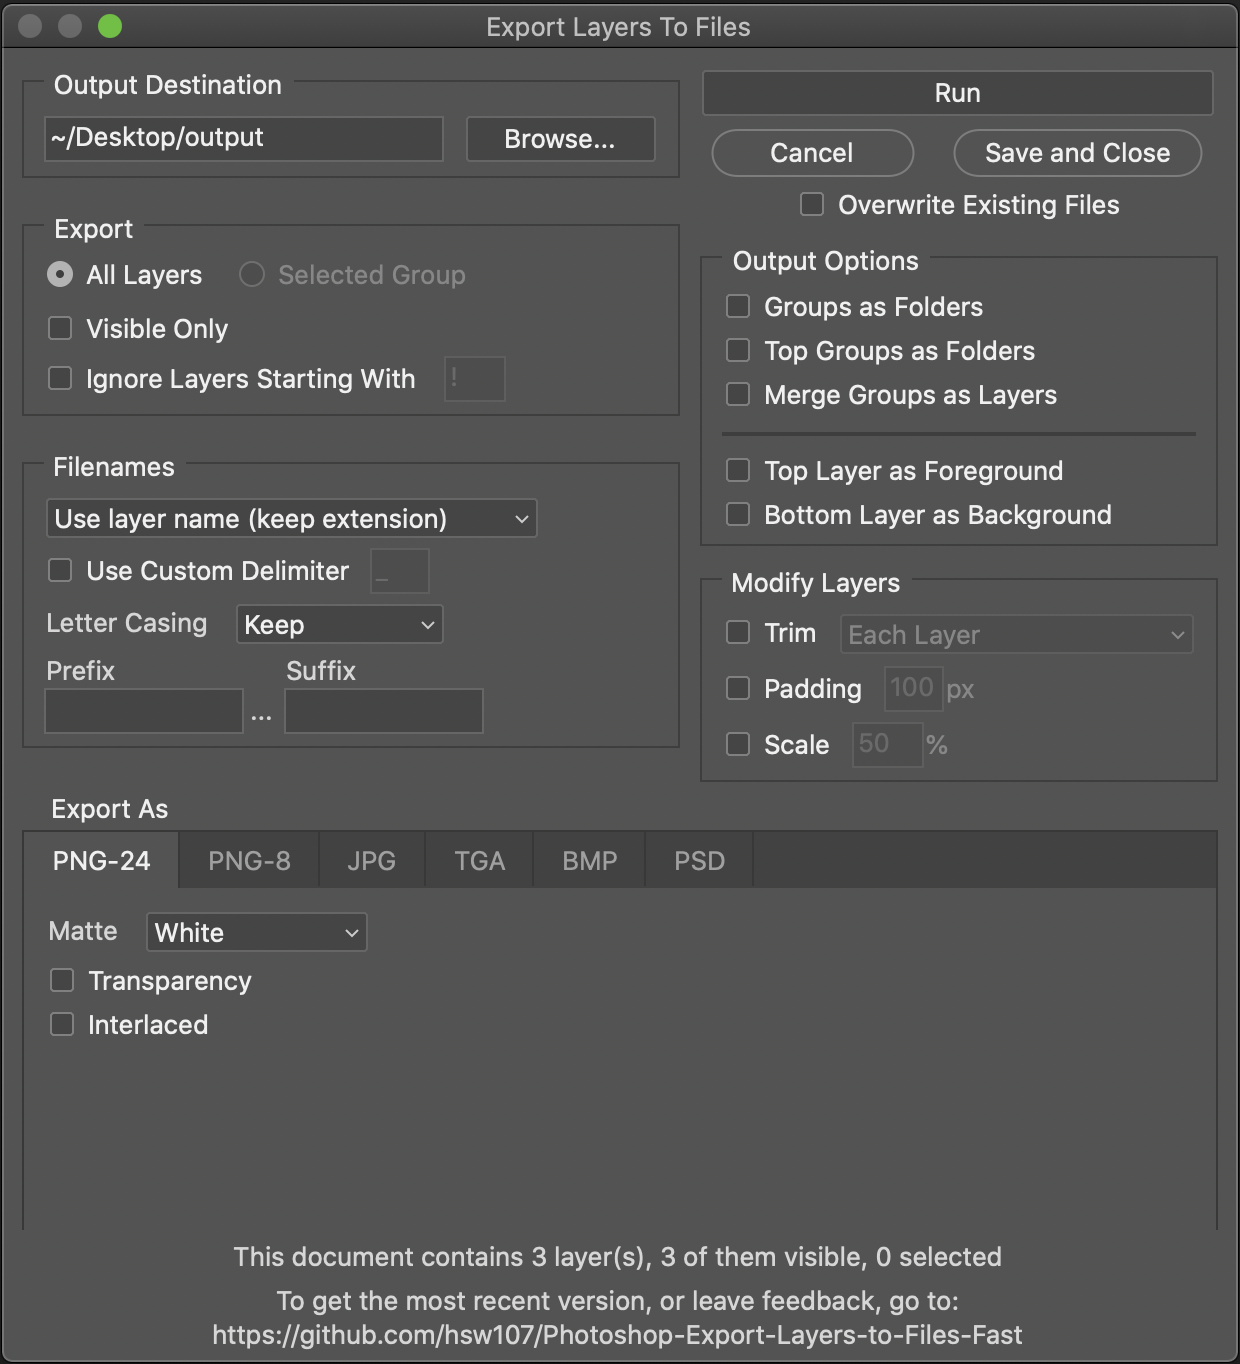 Export Layers To Files
Output Destination
~/Desktop/output
Browse...
Run
Cancel
Save and Close
Overwrite Existing Files
Export
All Layers
Selected Group
Visible Only
Ignore Layers Starting With
!
Filenames
Use layer name (keep extension)
Use Custom Delimiter
_
Letter Casing
Keep
Prefix
Suffix
...
Output Options
Groups as Folders
Top Groups as Folders
Merge Groups as Layers
Top Layer as Foreground
Bottom Layer as Background
Modify Layers
Trim
Each Layer
Padding
100 px
Scale
50 %
Export As
PNG-24
PNG-8
JPG
TGA
BMP
PSD
Matte
White
Transparency
Interlaced
This document contains 3 layer(s), 3 of them visible, 0 selected
To get the most recent version, or leave feedback, go to:
https://github.com/hsw107/Photoshop-Export-Layers-to-Files-Fast